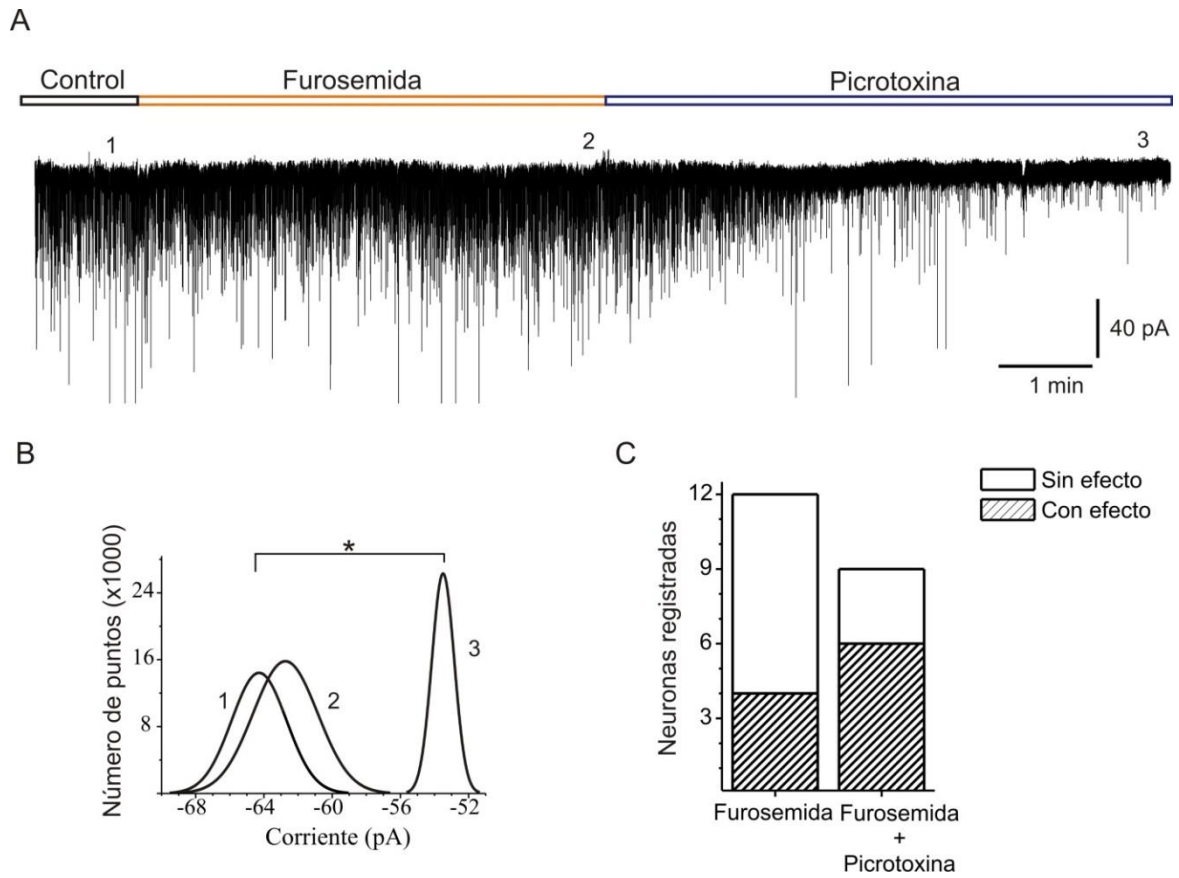 A
Control
Furosemida
Picrotoxina
1
2
3
40 pA
1 min
B
*
Número de puntos (x1000)
24
16
8
1
2
3
-68
-64
-60
-56
-52
Corriente (pA)
C
Sin efecto
Con efecto
Neuronas registradas
12
9
6
3
Furosemida
Furosemida
+
Picrotoxina